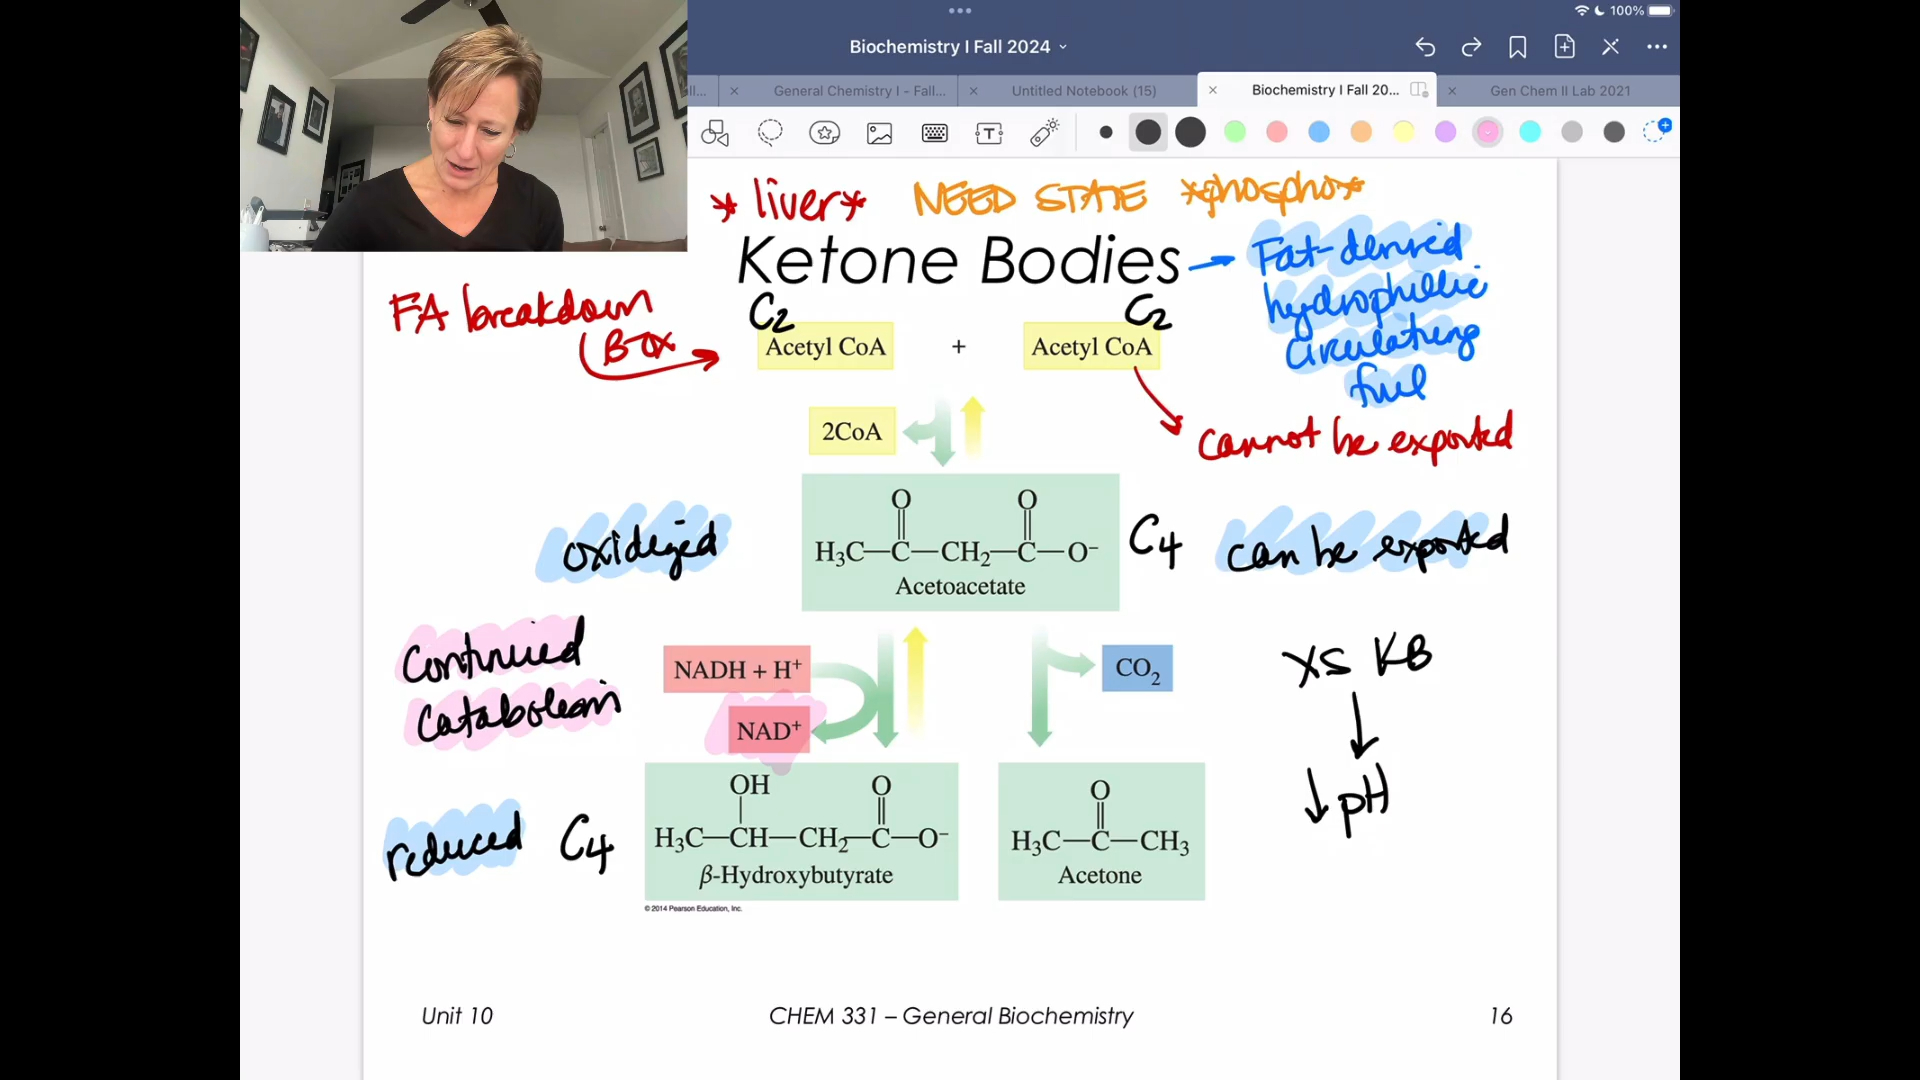 100%
Biochemistry I Fall 2024
ll...
General Chemistry I - Fall...
Untitled Notebook (15)
Biochemistry I Fall 20...
Gen Chem II Lab 2021
*liver* NEED STATE *phospho*
Ketone Bodies → Fat-derived
hydrophilic
circulating
fuel
FA breakdown
β-ox
C2
C2
Acetyl CoA + Acetyl CoA
cannot be exported
2CoA
oxidized
O O
H₃C—C—CH₂—C—O⁻
Acetoacetate
C4 can be exported
Continued
Catabolism
NADH + H⁺
NAD⁺
CO₂
XS KB
↓
↓ pH
reduced C4
OH O
H₃C—CH—CH₂—C—O⁻
β-Hydroxybutyrate
O
H₃C—C—CH₃
Acetone
© 2014 Pearson Education, Inc.
Unit 10 CHEM 331 – General Biochemistry 16